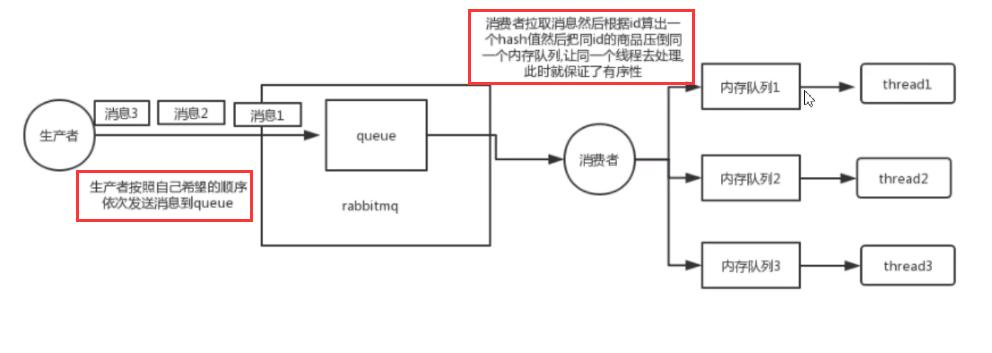 消费者拉取消息然后根据id算出一
个hash值然后把同id的商品压倒同
一个内存队列,让同一个线程去处理,
此时就保证了有序性
生产者
消息3
消息2
消息1
queue
rabbitmq
生产者按照自己希望的顺序
依次发送消息到queue
消费者
内存队列1
thread1
内存队列2
thread2
内存队列3
thread3